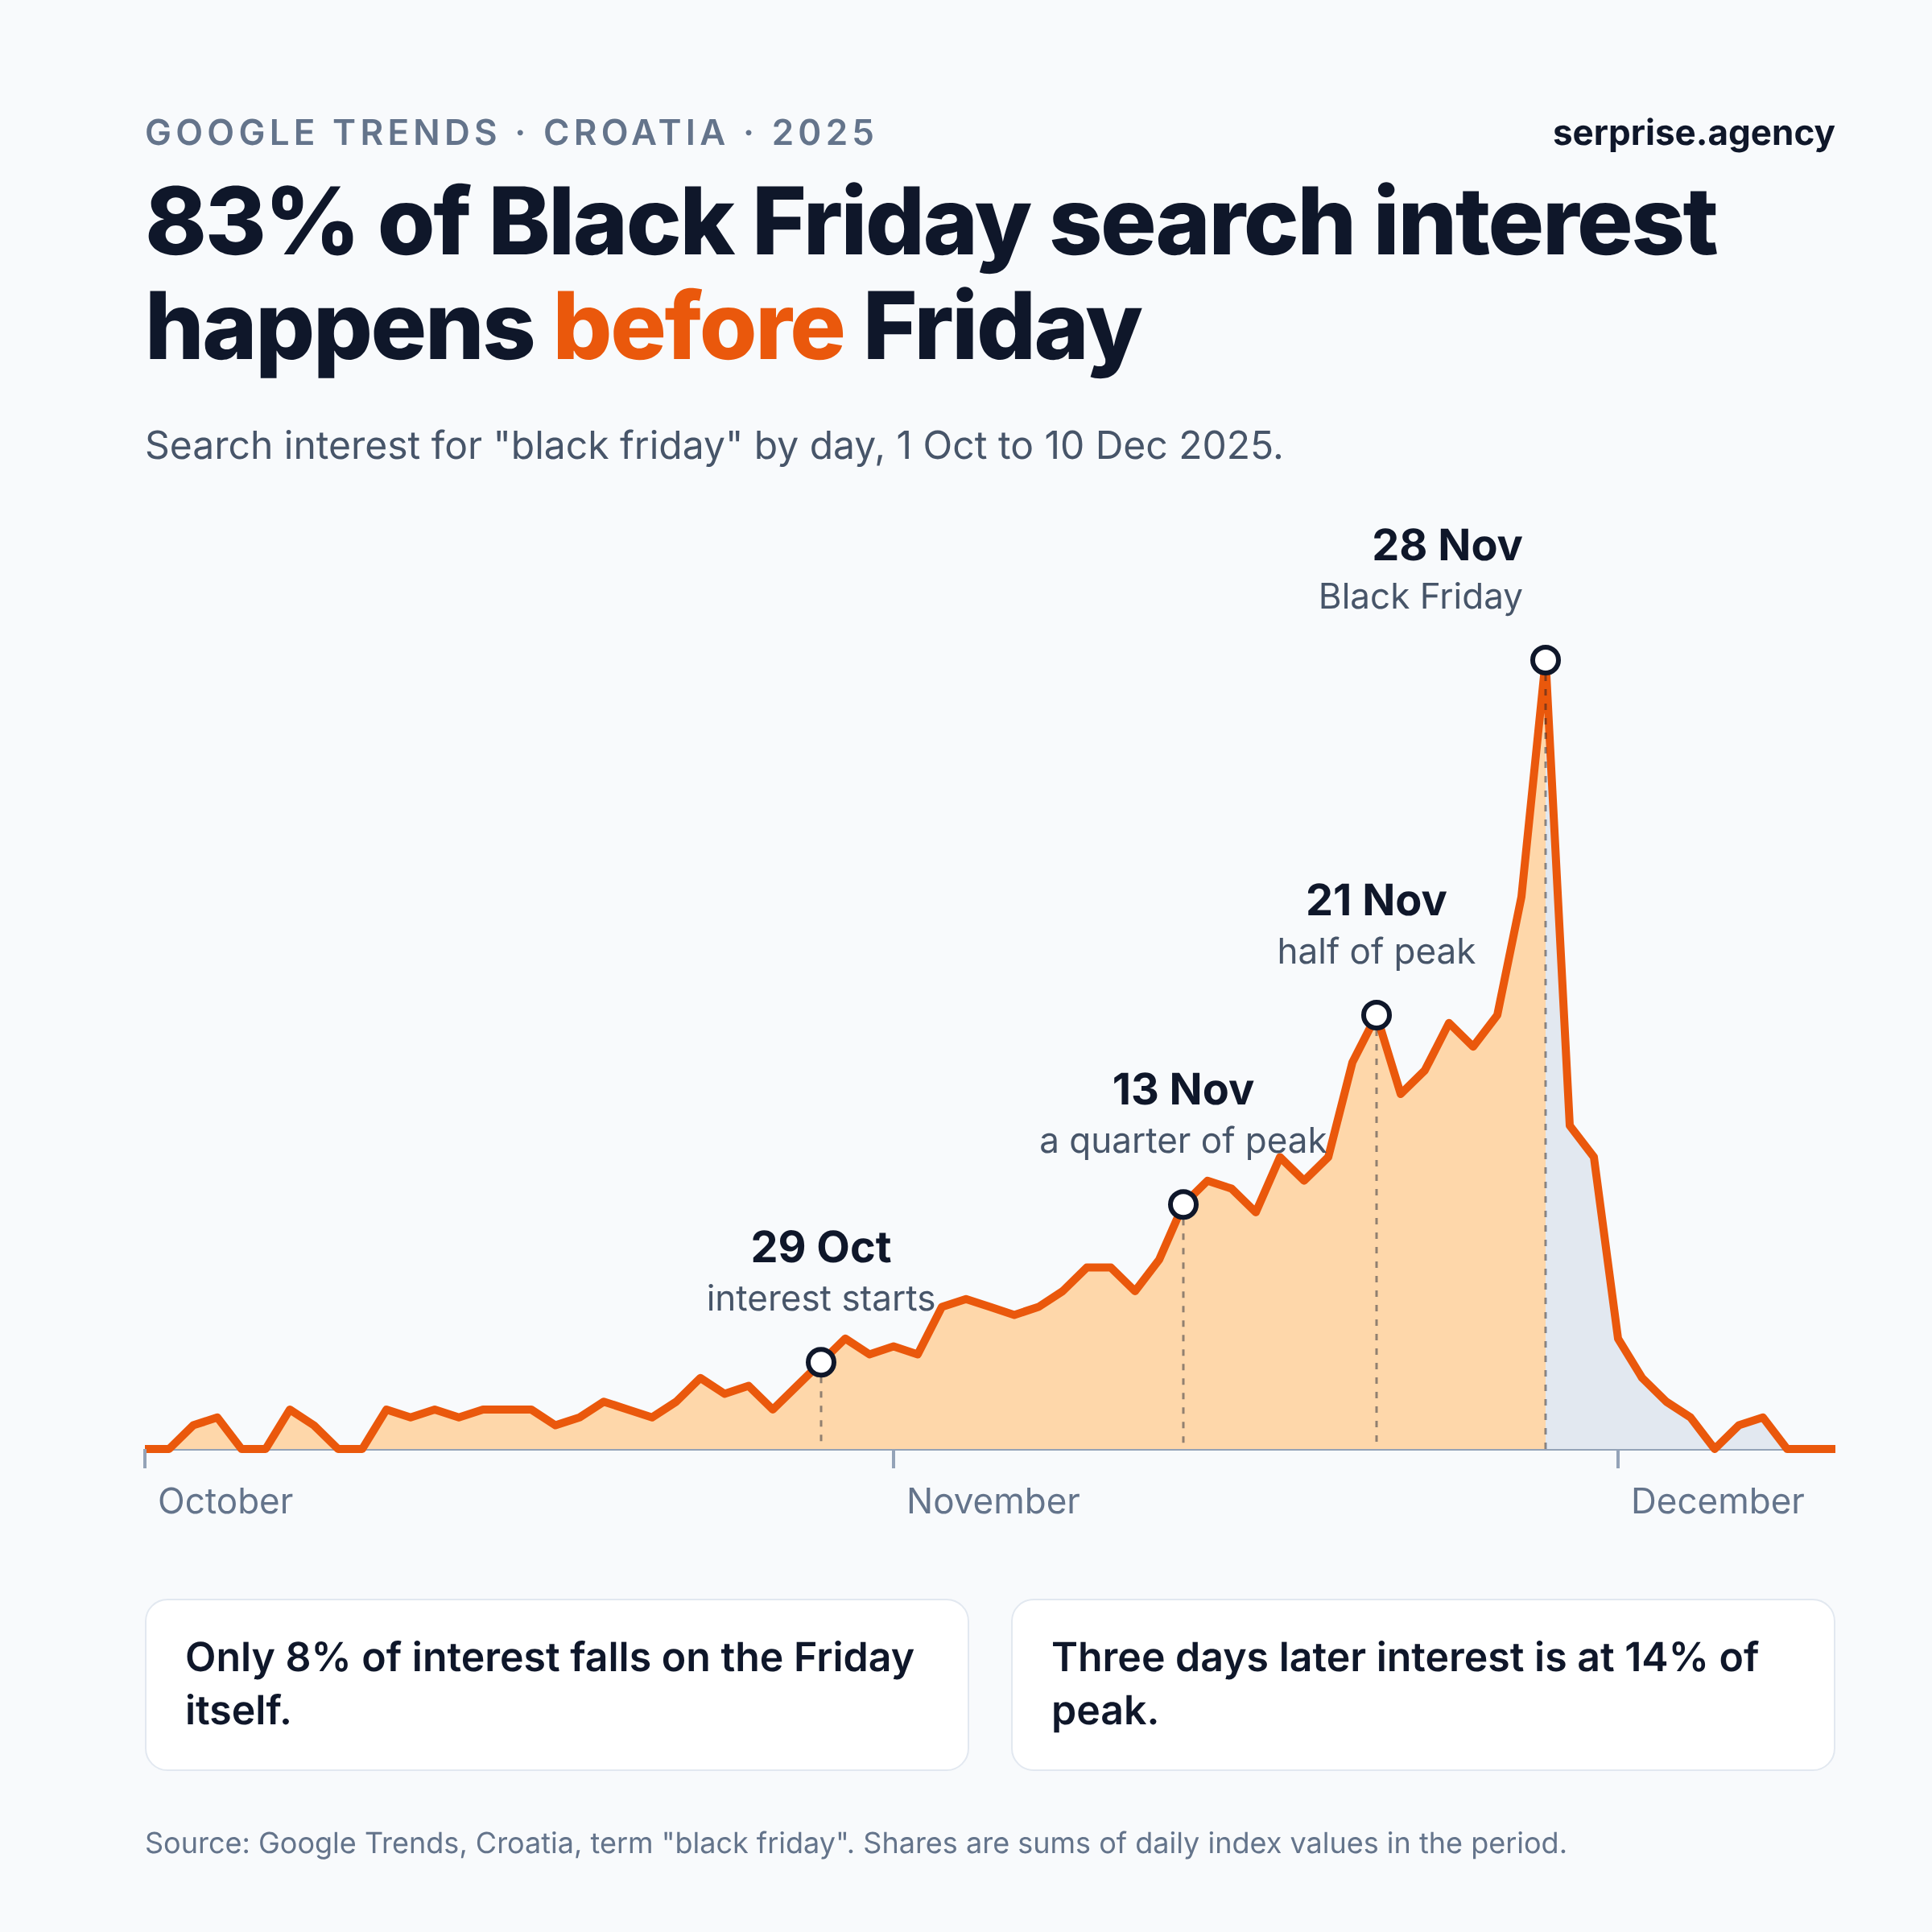 GOOGLE TRENDS · CROATIA · 2025
serprise.agency
83% of Black Friday search interest
happens before Friday
Search interest for "black friday" by day, 1 Oct to 10 Dec 2025.
28 Nov
Black Friday
21 Nov
half of peak
13 Nov
a quarter of peak
29 Oct
interest starts
October
November
December
Only 8% of interest falls on the Friday
itself.
Three days later interest is at 14% of
peak.
Source: Google Trends, Croatia, term "black friday". Shares are sums of daily index values in the period.